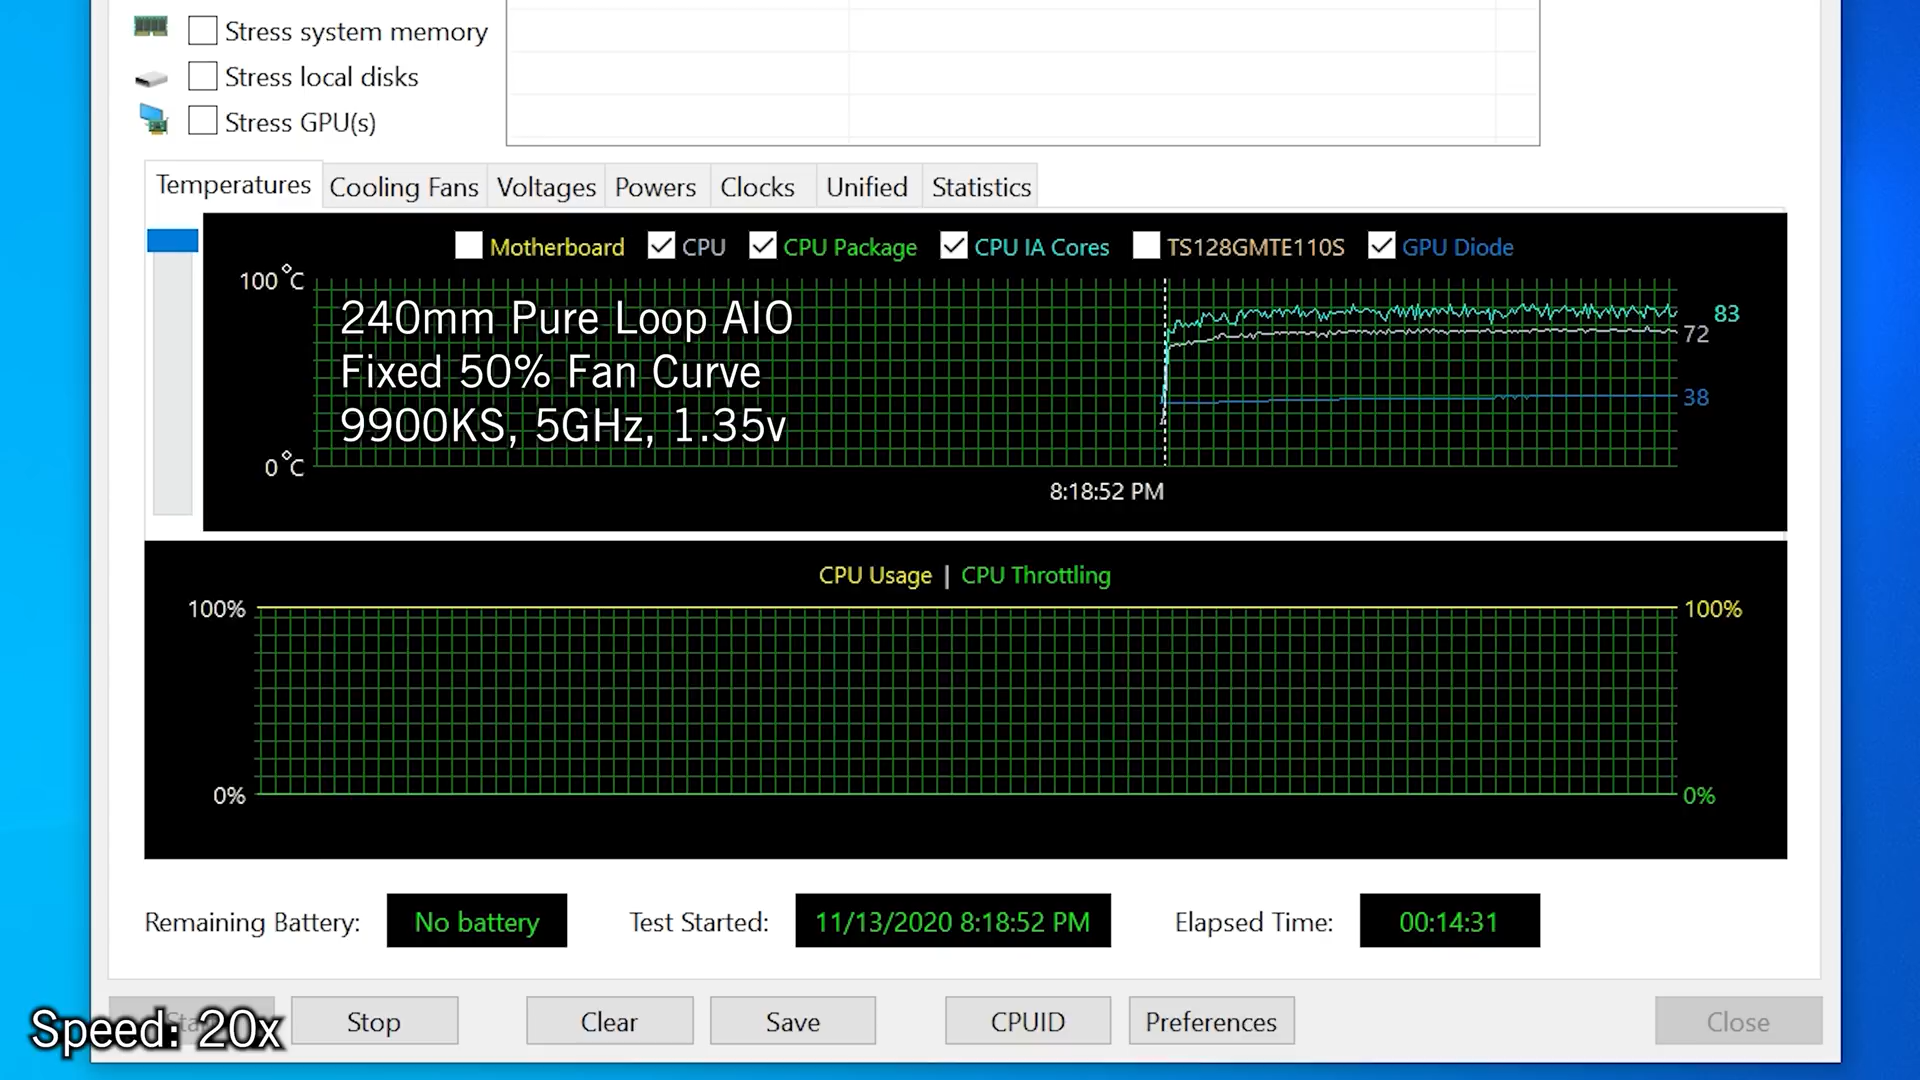 Stress system memory
Stress local disks
Stress GPU(s)
Temperatures Cooling Fans Voltages Powers Clocks Unified Statistics
Motherboard CPU CPU Package CPU IA Cores TS128GMTE110S GPU Diode
100°C
240mm Pure Loop AIO
Fixed 50% Fan Curve
9900KS, 5GHz, 1.35v
83
72
38
0°C
8:18:52 PM
CPU Usage | CPU Throttling
100% 100%
0% 0%
Remaining Battery: No battery Test Started: 11/13/2020 8:18:52 PM Elapsed Time: 00:14:31
Speed: 20x Stop Clear Save CPUID Preferences Close